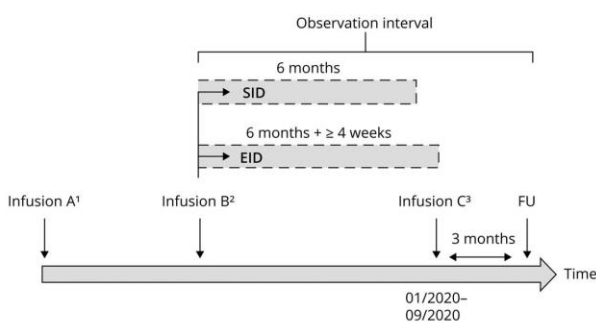 Observation interval
6 months
SID
6 months + ≥ 4 weeks
EID
Infusion A¹
Infusion B²
Infusion C³
FU
3 months
Time
01/2020–
09/2020